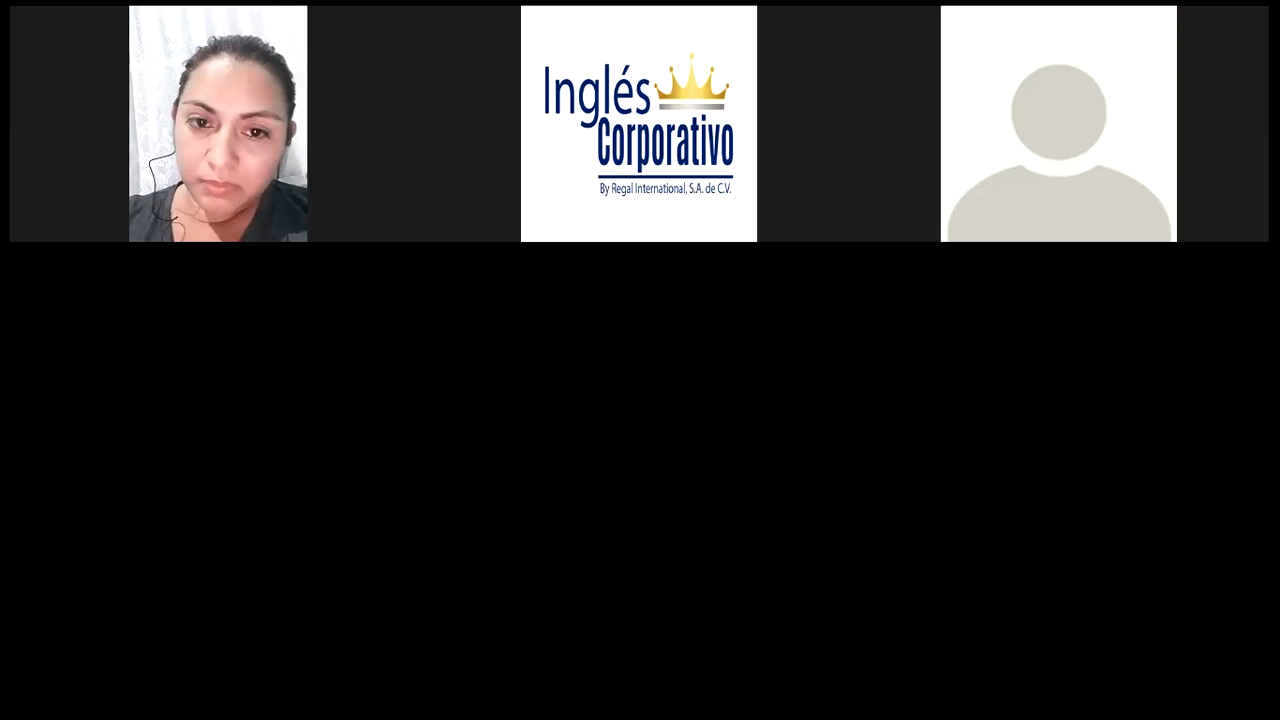 Inglés
Corporativo
By Regal International, S.A. de C.V.